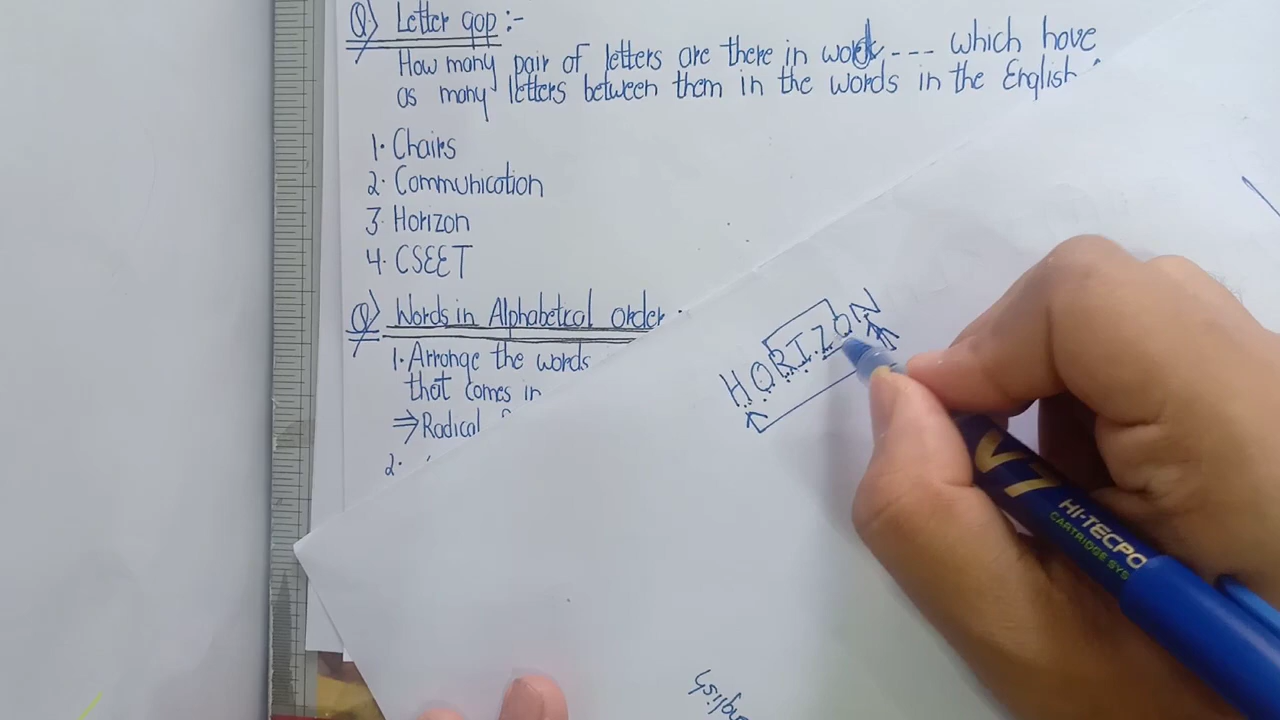 Q) Letter gap :-
How many pair of letters are there in word --- which have
as many letters between them in the words in the English
1. Chairs
2. Communication
3. Horizon
4. CSEET
Q) Words in Alphabetical order
1. Arrange the words
that comes in
⇒ Radical
2.
HORIZON
V7
HI-TECPO
CARTRIDGE SYS